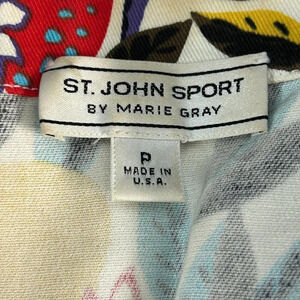 ST. JOHN SPORT
BY MARIE GRAY
P
MADE IN
U.S.A.